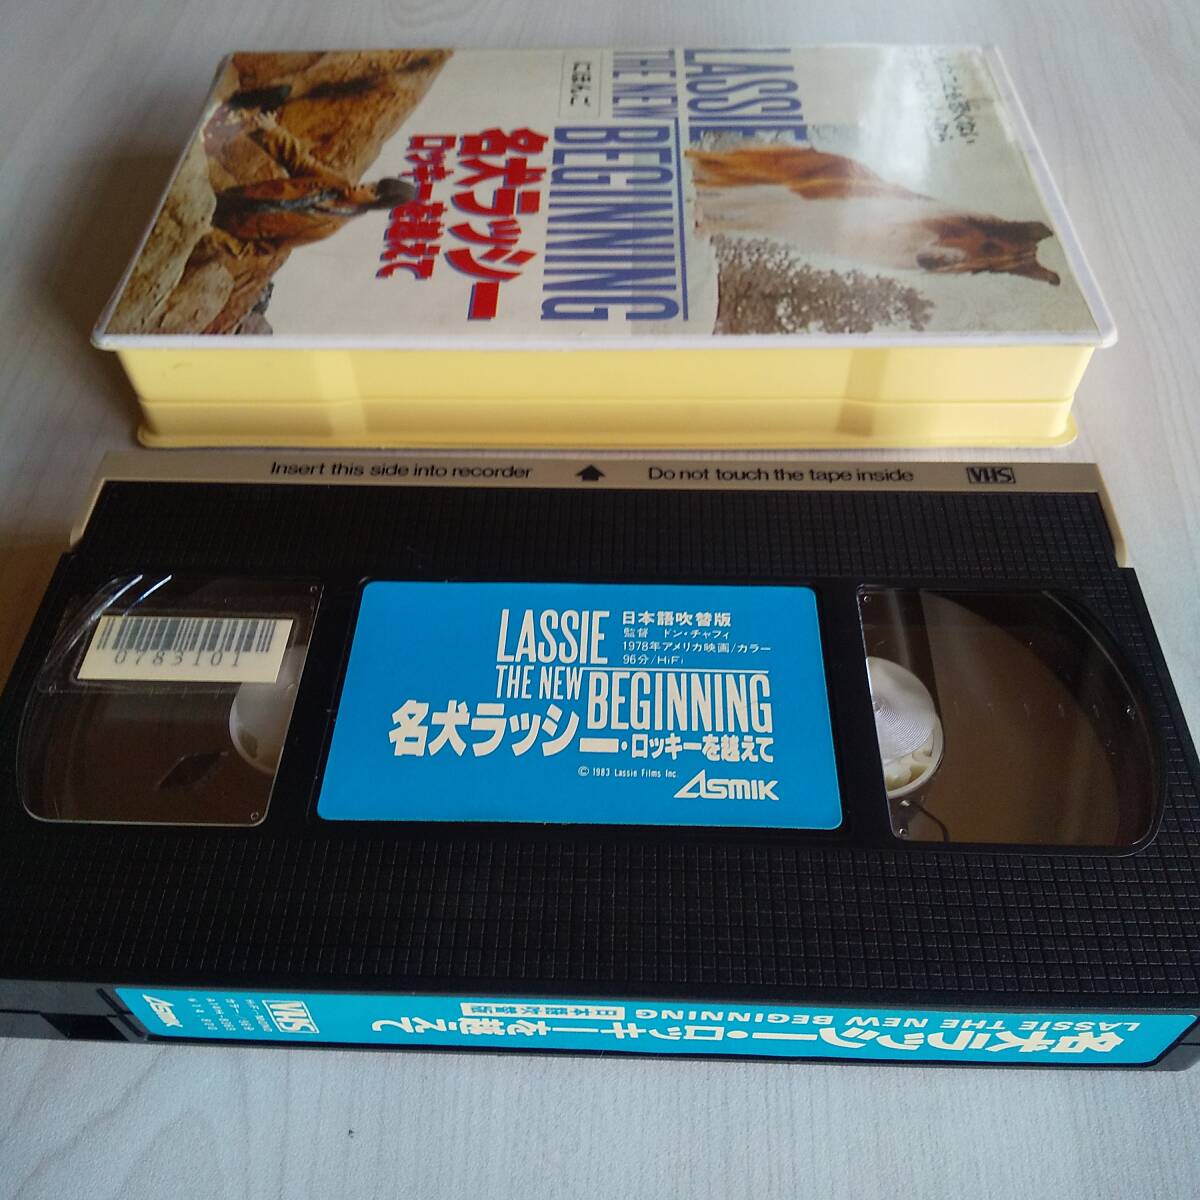 LASSIE
THE NEW
BEGINNING
にほんご
名犬ラッシー
ロッキーを越えて
Insert this side into recorder
Do not touch the tape inside
VHS
0783101
LASSIE
THE NEW
BEGINNING
日本語吹替版
監督 ドン・チャフィ
1978年アメリカ映画/カラー
96分/HiFi
名犬ラッシー・ロッキーを越えて
© 1983 Lassie Films Inc.
ASMIK
名犬ラッシー・ロッキーを越えて
LASSIE THE NEW BEGINNING
日本語吹替版
VHS
ASMIK